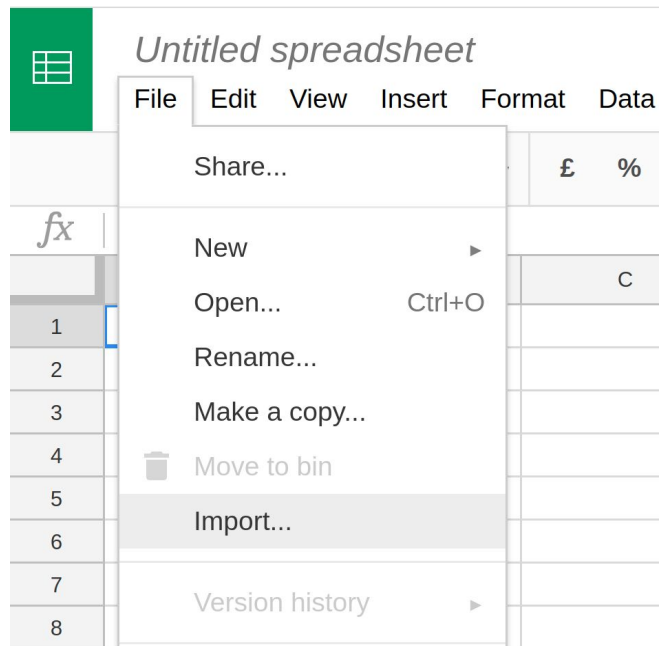 Untitled spreadsheet
File Edit View Insert Format Data
Share...
£ %
fx
New ►
Open... Ctrl+O
C
1
Rename...
2
Make a copy...
3
Move to bin
4
Import...
5
6
Version history ►
7
8